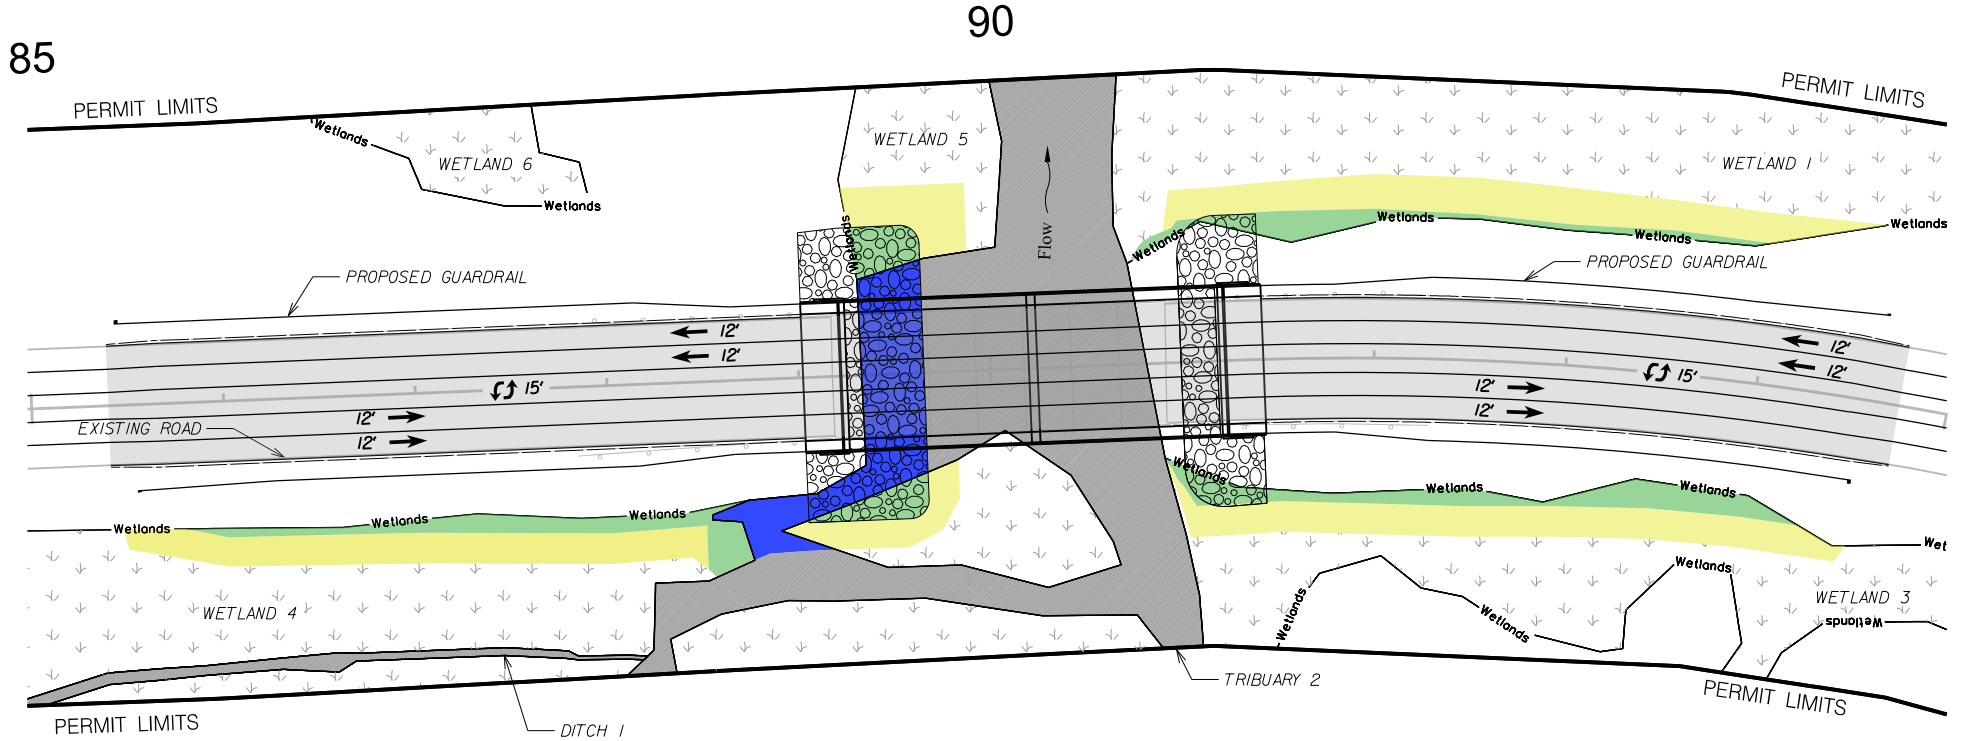 90
85
PERMIT LIMITS
PERMIT LIMITS
Wetlands
WETLAND 5
WETLAND 6
WETLAND 1
Wetlands
Wetlands
Wetlands
Wetlands
Wetlands
Wetlands
Wetlands
Flow
PROPOSED GUARDRAIL
PROPOSED GUARDRAIL
12'
12'
12'
12'
15'
15'
12'
12'
12'
12'
EXISTING ROAD
Wetlands
Wetlands
Wetlands
Wetlands
Wetlands
Wetlands
Wet
Wetlands
WETLAND 4
Wetlands
Wetlands
WETLAND 3
Wetlands
TRIBUARY 2
PERMIT LIMITS
PERMIT LIMITS
DITCH 1